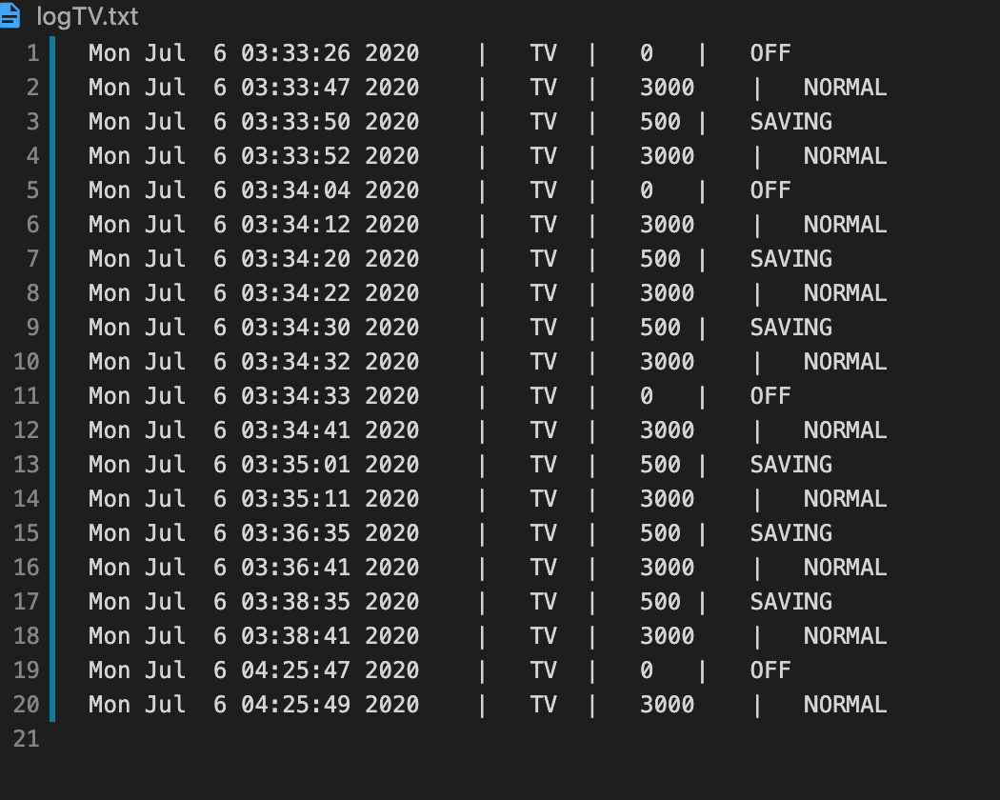 logTV.txt
1 Mon Jul  6 03:33:26 2020 | TV | 0 | OFF
2 Mon Jul  6 03:33:47 2020 | TV | 3000 | NORMAL
3 Mon Jul  6 03:33:50 2020 | TV | 500 | SAVING
4 Mon Jul  6 03:33:52 2020 | TV | 3000 | NORMAL
5 Mon Jul  6 03:34:04 2020 | TV | 0 | OFF
6 Mon Jul  6 03:34:12 2020 | TV | 3000 | NORMAL
7 Mon Jul  6 03:34:20 2020 | TV | 500 | SAVING
8 Mon Jul  6 03:34:22 2020 | TV | 3000 | NORMAL
9 Mon Jul  6 03:34:30 2020 | TV | 500 | SAVING
10 Mon Jul  6 03:34:32 2020 | TV | 3000 | NORMAL
11 Mon Jul  6 03:34:33 2020 | TV | 0 | OFF
12 Mon Jul  6 03:34:41 2020 | TV | 3000 | NORMAL
13 Mon Jul  6 03:35:01 2020 | TV | 500 | SAVING
14 Mon Jul  6 03:35:11 2020 | TV | 3000 | NORMAL
15 Mon Jul  6 03:36:35 2020 | TV | 500 | SAVING
16 Mon Jul  6 03:36:41 2020 | TV | 3000 | NORMAL
17 Mon Jul  6 03:38:35 2020 | TV | 500 | SAVING
18 Mon Jul  6 03:38:41 2020 | TV | 3000 | NORMAL
19 Mon Jul  6 04:25:47 2020 | TV | 0 | OFF
20 Mon Jul  6 04:25:49 2020 | TV | 3000 | NORMAL
21